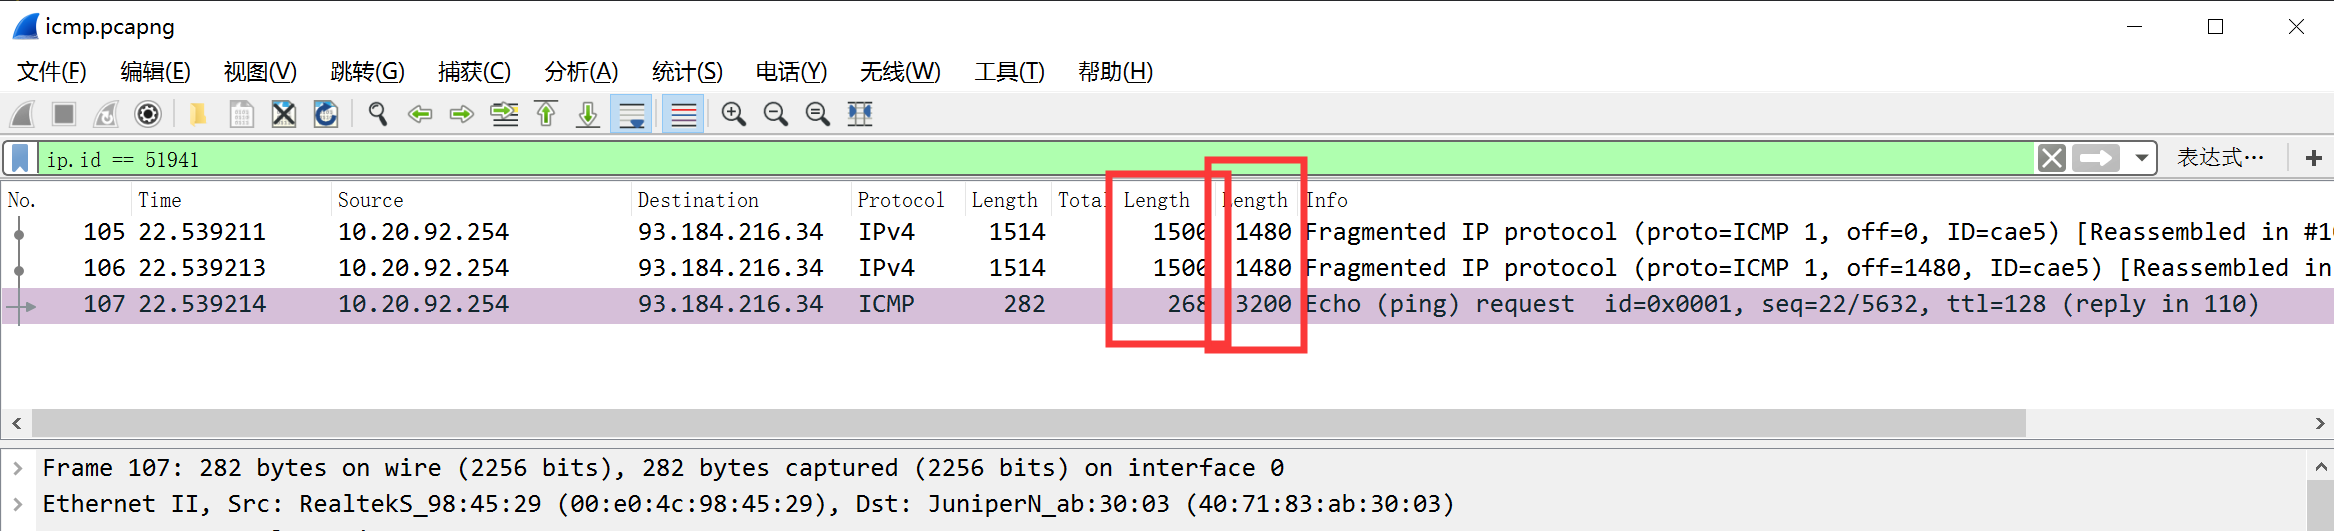 icmp.pcapng
文件(F) 编辑(E) 视图(V) 跳转(G) 捕获(C) 分析(A) 统计(S) 电话(Y) 无线(W) 工具(T) 帮助(H)
ip.id == 51941 表达式… +
No. Time Source Destination Protocol Length Total Length Length Info
105 22.539211 10.20.92.254 93.184.216.34 IPv4 1514 1500 1480 Fragmented IP protocol (proto=ICMP 1, off=0, ID=cae5) [Reassembled in #10
106 22.539213 10.20.92.254 93.184.216.34 IPv4 1514 1500 1480 Fragmented IP protocol (proto=ICMP 1, off=1480, ID=cae5) [Reassembled in
107 22.539214 10.20.92.254 93.184.216.34 ICMP 282 268 3200 Echo (ping) request id=0x0001, seq=22/5632, ttl=128 (reply in 110)
Frame 107: 282 bytes on wire (2256 bits), 282 bytes captured (2256 bits) on interface 0
Ethernet II, Src: RealtekS_98:45:29 (00:e0:4c:98:45:29), Dst: JuniperN_ab:30:03 (40:71:83:ab:30:03)